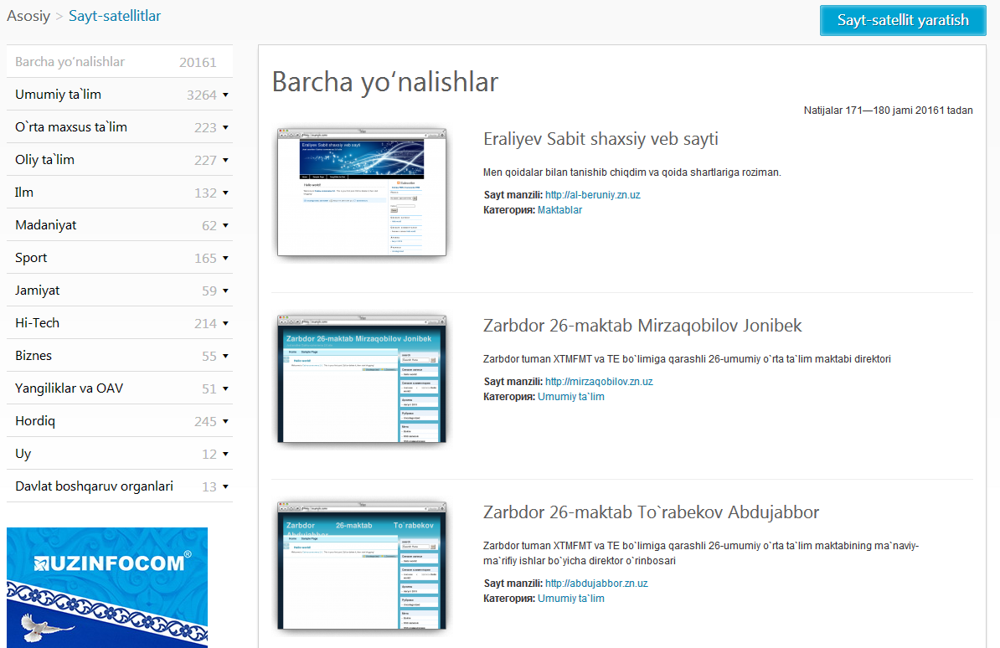 Asosiy > Sayt-satellitlar
Sayt-satellit yaratish
Barcha yo‘nalishlar 20161
Umumiy ta`lim 3264
O`rta maxsus ta`lim 223
Oliy ta`lim 227
Ilm 132
Madaniyat 62
Sport 165
Jamiyat 59
Hi-Tech 214
Biznes 55
Yangiliklar va OAV 51
Hordiq 245
Uy 12
Davlat boshqaruv organlari 13
UZINFOCOM®
Barcha yo‘nalishlar
Natijalar 171—180 jami 20161 tadan
Eraliyev Sabit shaxsiy veb sayti
Eraliyev Sabit shaxsiy veb sayti
Men qoidalar bilan tanishib chiqdim va qoida shartlariga roziman.
Sayt manzili: http://al-beruniy.zn.uz
Категория: Maktablar
Zarbdor 26-maktab Mirzaqobilov Jonibek
Home Sample Page
Hello world!
Zarbdor 26-maktab Mirzaqobilov Jonibek
Zarbdor tuman XTMFMT va TE bo`limiga qarashli 26-umumiy o`rta ta`lim maktabi direktori
Sayt manzili: http://mirzaqobilov.zn.uz
Категория: Umumiy ta`lim
Zarbdor 26-maktab To`rabekov
Abdujabbor
Home Sample Page
Hello world!
Zarbdor 26-maktab To`rabekov Abdujabbor
Zarbdor tuman XTMFMT va TE bo`limiga qarashli 26-umumiy o`rta ta`lim maktabining ma`naviy-
ma`rifiy ishlar bo`yicha direktor o`rinbosari
Sayt manzili: http://abdujabbor.zn.uz
Категория: Umumiy ta`lim